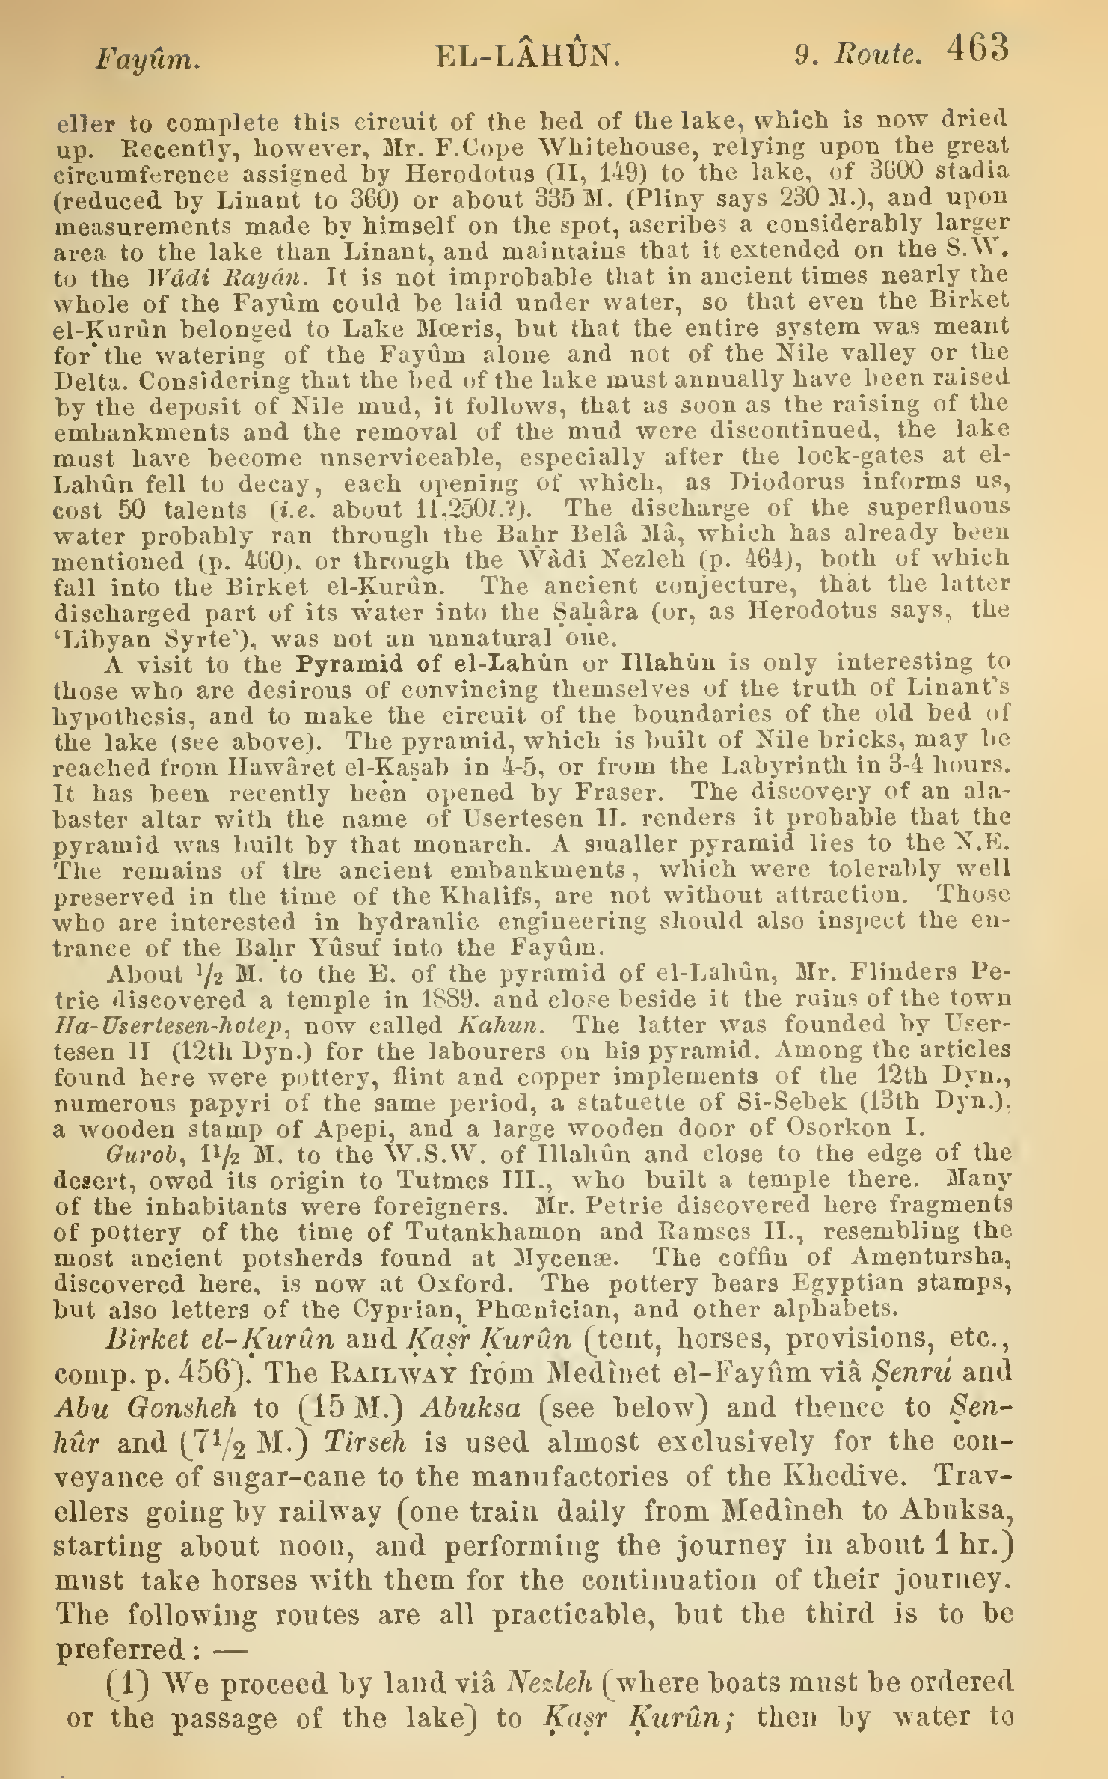 Fayûm. EL-LÂHÛN. 9. Route. 463
eller to complete this circuit of the bed of the lake, which is now dried
up. Recently, however, Mr. F. Cope Whitehouse, relying upon the great
circumference assigned by Herodotus (II, 149) to the lake, of 3600 stadia
(reduced by Linant to 360) or about 335 M. (Pliny says 230 M.), and upon
measurements made by himself on the spot, ascribes a considerably larger
area to the lake than Linant, and maintains that it extended on the S.W.
to the Wâdi Rayân. It is not improbable that in ancient times nearly the
whole of the Fayûm could be laid under water, so that even the Birket
el-Ḳurûn belonged to Lake Mœris, but that the entire system was meant
for the watering of the Fayûm alone and not of the Nile valley or the
Delta. Considering that the bed of the lake must annually have been raised
by the deposit of Nile mud, it follows, that as soon as the raising of the
embankments and the removal of the mud were discontinued, the lake
must have become unserviceable, especially after the lock-gates at el-
Lahûn fell to decay, each opening of which, as Diodorus informs us,
cost 50 talents (i.e. about 11,250l.?). The discharge of the superfluous
water probably ran through the Baḥr Belâ Mâ, which has already been
mentioned (p. 460), or through the Wâdi Nezleh (p. 464), both of which
fall into the Birket el-Ḳurûn. The ancient conjecture, that the latter
discharged part of its water into the Saḥâra (or, as Herodotus says, the
‘Libyan Syrte’), was not an unnatural one.
A visit to the Pyramid of el-Lahûn or Illahûn is only interesting to
those who are desirous of convincing themselves of the truth of Linant's
hypothesis, and to make the circuit of the boundaries of the old bed of
the lake (see above). The pyramid, which is built of Nile bricks, may be
reached from Hawâret el-Ḳaṣab in 4-5, or from the Labyrinth in 3-4 hours.
It has been recently been opened by Fraser. The discovery of an ala-
baster altar with the name of Usertesen II. renders it probable that the
pyramid was built by that monarch. A smaller pyramid lies to the N.E.
The remains of the ancient embankments, which were tolerably well
preserved in the time of the Khalifs, are not without attraction. Those
who are interested in hydraulic engineering should also inspect the en-
trance of the Baḥr Yûsuf into the Fayûm.
About 1/2 M. to the E. of the pyramid of el-Lahûn, Mr. Flinders Pe-
trie discovered a temple in 1889, and close beside it the ruins of the town
Ha-Usertesen-hotep, now called Kahun. The latter was founded by User-
tesen II (12th Dyn.) for the labourers on his pyramid. Among the articles
found here were pottery, flint and copper implements of the 12th Dyn.,
numerous papyri of the same period, a statuette of Si-Sebek (13th Dyn.),
a wooden stamp of Apepi, and a large wooden door of Osorkon I.
Gurob, 1 1/2 M. to the W.S.W. of Illahûn and close to the edge of the
desert, owed its origin to Tutmes III., who built a temple there. Many
of the inhabitants were foreigners. Mr. Petrie discovered here fragments
of pottery of the time of Tutankhamon and Ramses II., resembling the
most ancient potsherds found at Mycenæ. The coffin of Amentursha,
discovered here, is now at Oxford. The pottery bears Egyptian stamps,
but also letters of the Cyprian, Phœnician, and other alphabets.
Birket el-Ḳurûn and Ḳaṣr Ḳurûn (tent, horses, provisions, etc.,
comp. p. 456). The RAILWAY from Medînet el-Fayûm viâ Ṣenrû and
Abu Gonsheh to (15 M.) Abuksa (see below) and thence to Ṣen-
hûr and (7 1/2 M.) Tirseh is used almost exclusively for the con-
veyance of sugar-cane to the manufactories of the Khedive. Trav-
ellers going by railway (one train daily from Medîneh to Abuksa,
starting about noon, and performing the journey in about 1 hr.)
must take horses with them for the continuation of their journey.
The following routes are all practicable, but the third is to be
preferred: —
(1) We proceed by land viâ Nezleh (where boats must be ordered
or the passage of the lake) to Ḳaṣr Ḳurûn; then by water to